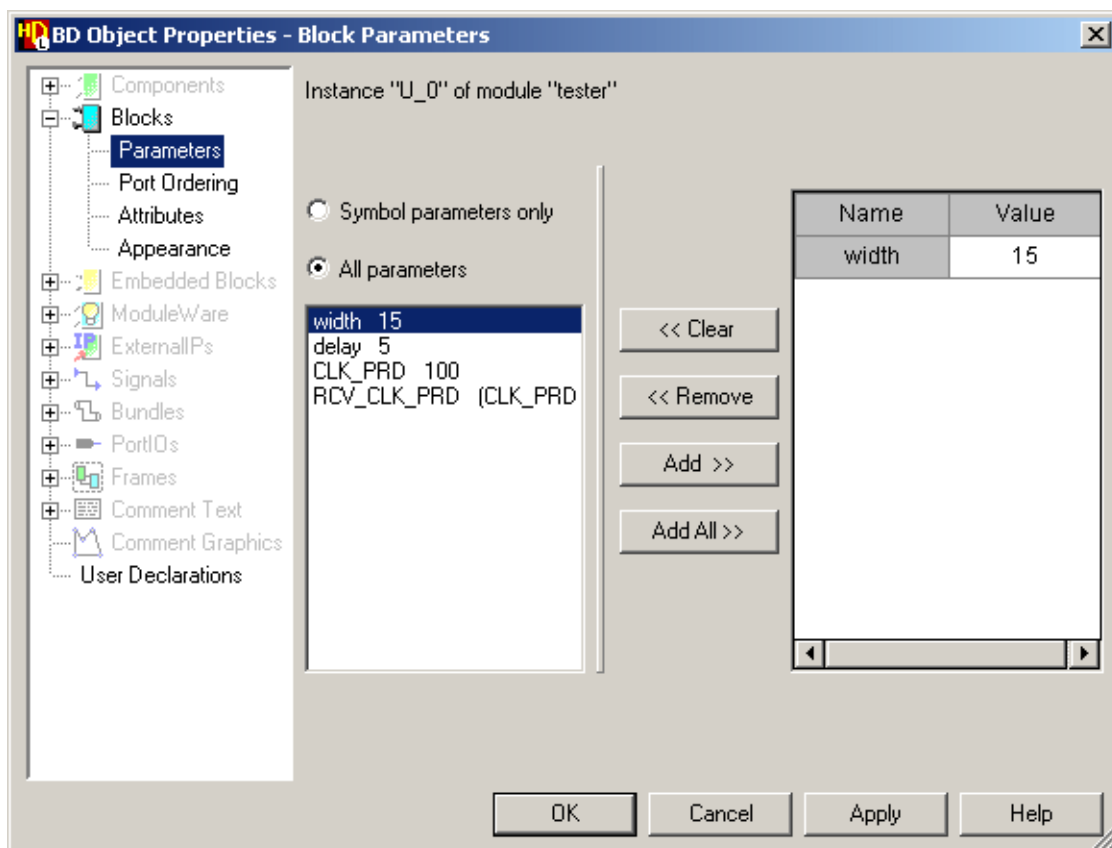 BD Object Properties - Block Parameters
Components
Blocks
Parameters
Port Ordering
Attributes
Appearance
Embedded Blocks
ModuleWare
ExternalIPs
Signals
Bundles
PortIOs
Frames
Comment Text
Comment Graphics
User Declarations
Instance "U_0" of module "tester"
Symbol parameters only
All parameters
width 15
delay 5
CLK_PRD 100
RCV_CLK_PRD (CLK_PRD
<< Clear
<< Remove
Add >>
Add All >>
Name Value
width 15
OK Cancel Apply Help